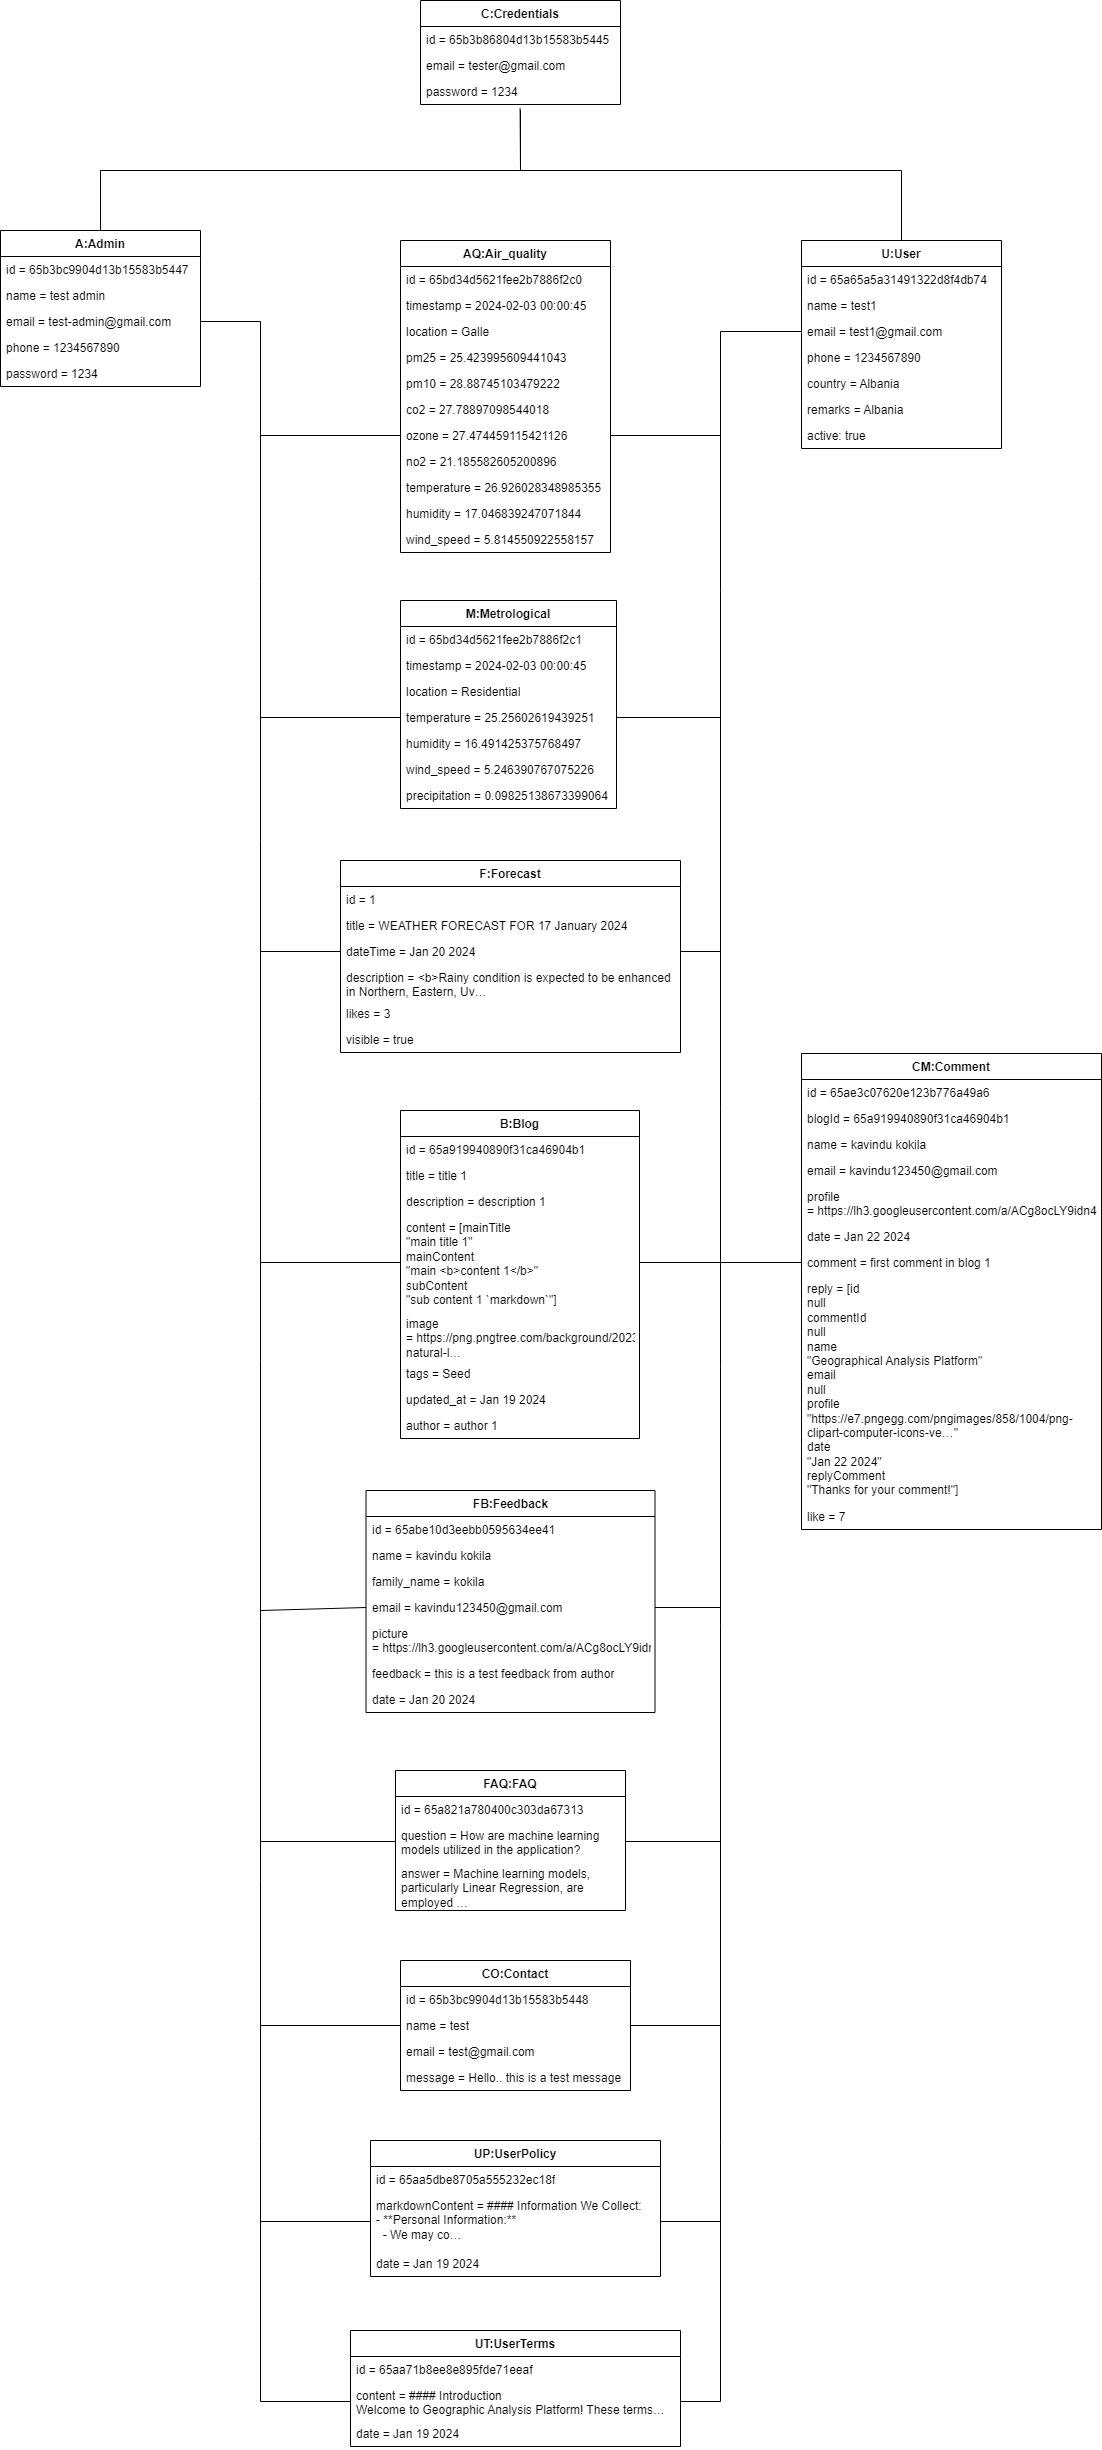 C:Credentials
id = 65b3b86804d13b15583b5445
email = tester@gmail.com
password = 1234
A:Admin
id = 65b3bc9904d13b15583b5447
name = test admin
email = test-admin@gmail.com
phone = 1234567890
password = 1234
AQ:Air_quality
id = 65bd34d5621fee2b7886f2c0
timestamp = 2024-02-03 00:00:45
location = Galle
pm25 = 25.423995609441043
pm10 = 28.88745103479222
co2 = 27.78897098544018
ozone = 27.474459115421126
no2 = 21.185582605200896
temperature = 26.926028348985355
humidity = 17.046839247071844
wind_speed = 5.814550922558157
U:User
id = 65a65a5a31491322d8f4db74
name = test1
email = test1@gmail.com
phone = 1234567890
country = Albania
remarks = Albania
active: true
M:Metrological
id = 65bd34d5621fee2b7886f2c1
timestamp = 2024-02-03 00:00:45
location = Residential
temperature = 25.25602619439251
humidity = 16.491425375768497
wind_speed = 5.246390767075226
precipitation = 0.09825138673399064
F:Forecast
id = 1
title = WEATHER FORECAST FOR 17 January 2024
dateTime = Jan 20 2024
description = <b>Rainy condition is expected to be enhanced
in Northern, Eastern, Uv…
likes = 3
visible = true
B:Blog
id = 65a919940890f31ca46904b1
title = title 1
description = description 1
content = [mainTitle
"main title 1"
mainContent
"main <b>content 1</b>"
subContent
"sub content 1 `markdown`"]
image
= https://png.pngtree.com/background/2023
natural-l…
tags = Seed
updated_at = Jan 19 2024
author = author 1
CM:Comment
id = 65ae3c07620e123b776a49a6
blogId = 65a919940890f31ca46904b1
name = kavindu kokila
email = kavindu123450@gmail.com
profile
= https://lh3.googleusercontent.com/a/ACg8ocLY9idn4
date = Jan 22 2024
comment = first comment in blog 1
reply = [id
null
commentId
null
name
"Geographical Analysis Platform"
email
null
profile
"https://e7.pngegg.com/pngimages/858/1004/png-
clipart-computer-icons-ve…"
date
"Jan 22 2024"
replyComment
"Thanks for your comment!"]
like = 7
FB:Feedback
id = 65abe10d3eebb0595634ee41
name = kavindu kokila
family_name = kokila
email = kavindu123450@gmail.com
picture
= https://lh3.googleusercontent.com/a/ACg8ocLY9idn
feedback = this is a test feedback from author
date = Jan 20 2024
FAQ:FAQ
id = 65a821a780400c303da67313
question = How are machine learning
models utilized in the application?
answer = Machine learning models,
particularly Linear Regression, are
employed …
CO:Contact
id = 65b3bc9904d13b15583b5448
name = test
email = test@gmail.com
message = Hello.. this is a test message
UP:UserPolicy
id = 65aa5dbe8705a555232ec18f
markdownContent = #### Information We Collect:
- **Personal Information:**
- We may co…
date = Jan 19 2024
UT:UserTerms
id = 65aa71b8ee8e895fde71eeaf
content = #### Introduction
Welcome to Geographic Analysis Platform! These terms…
date = Jan 19 2024